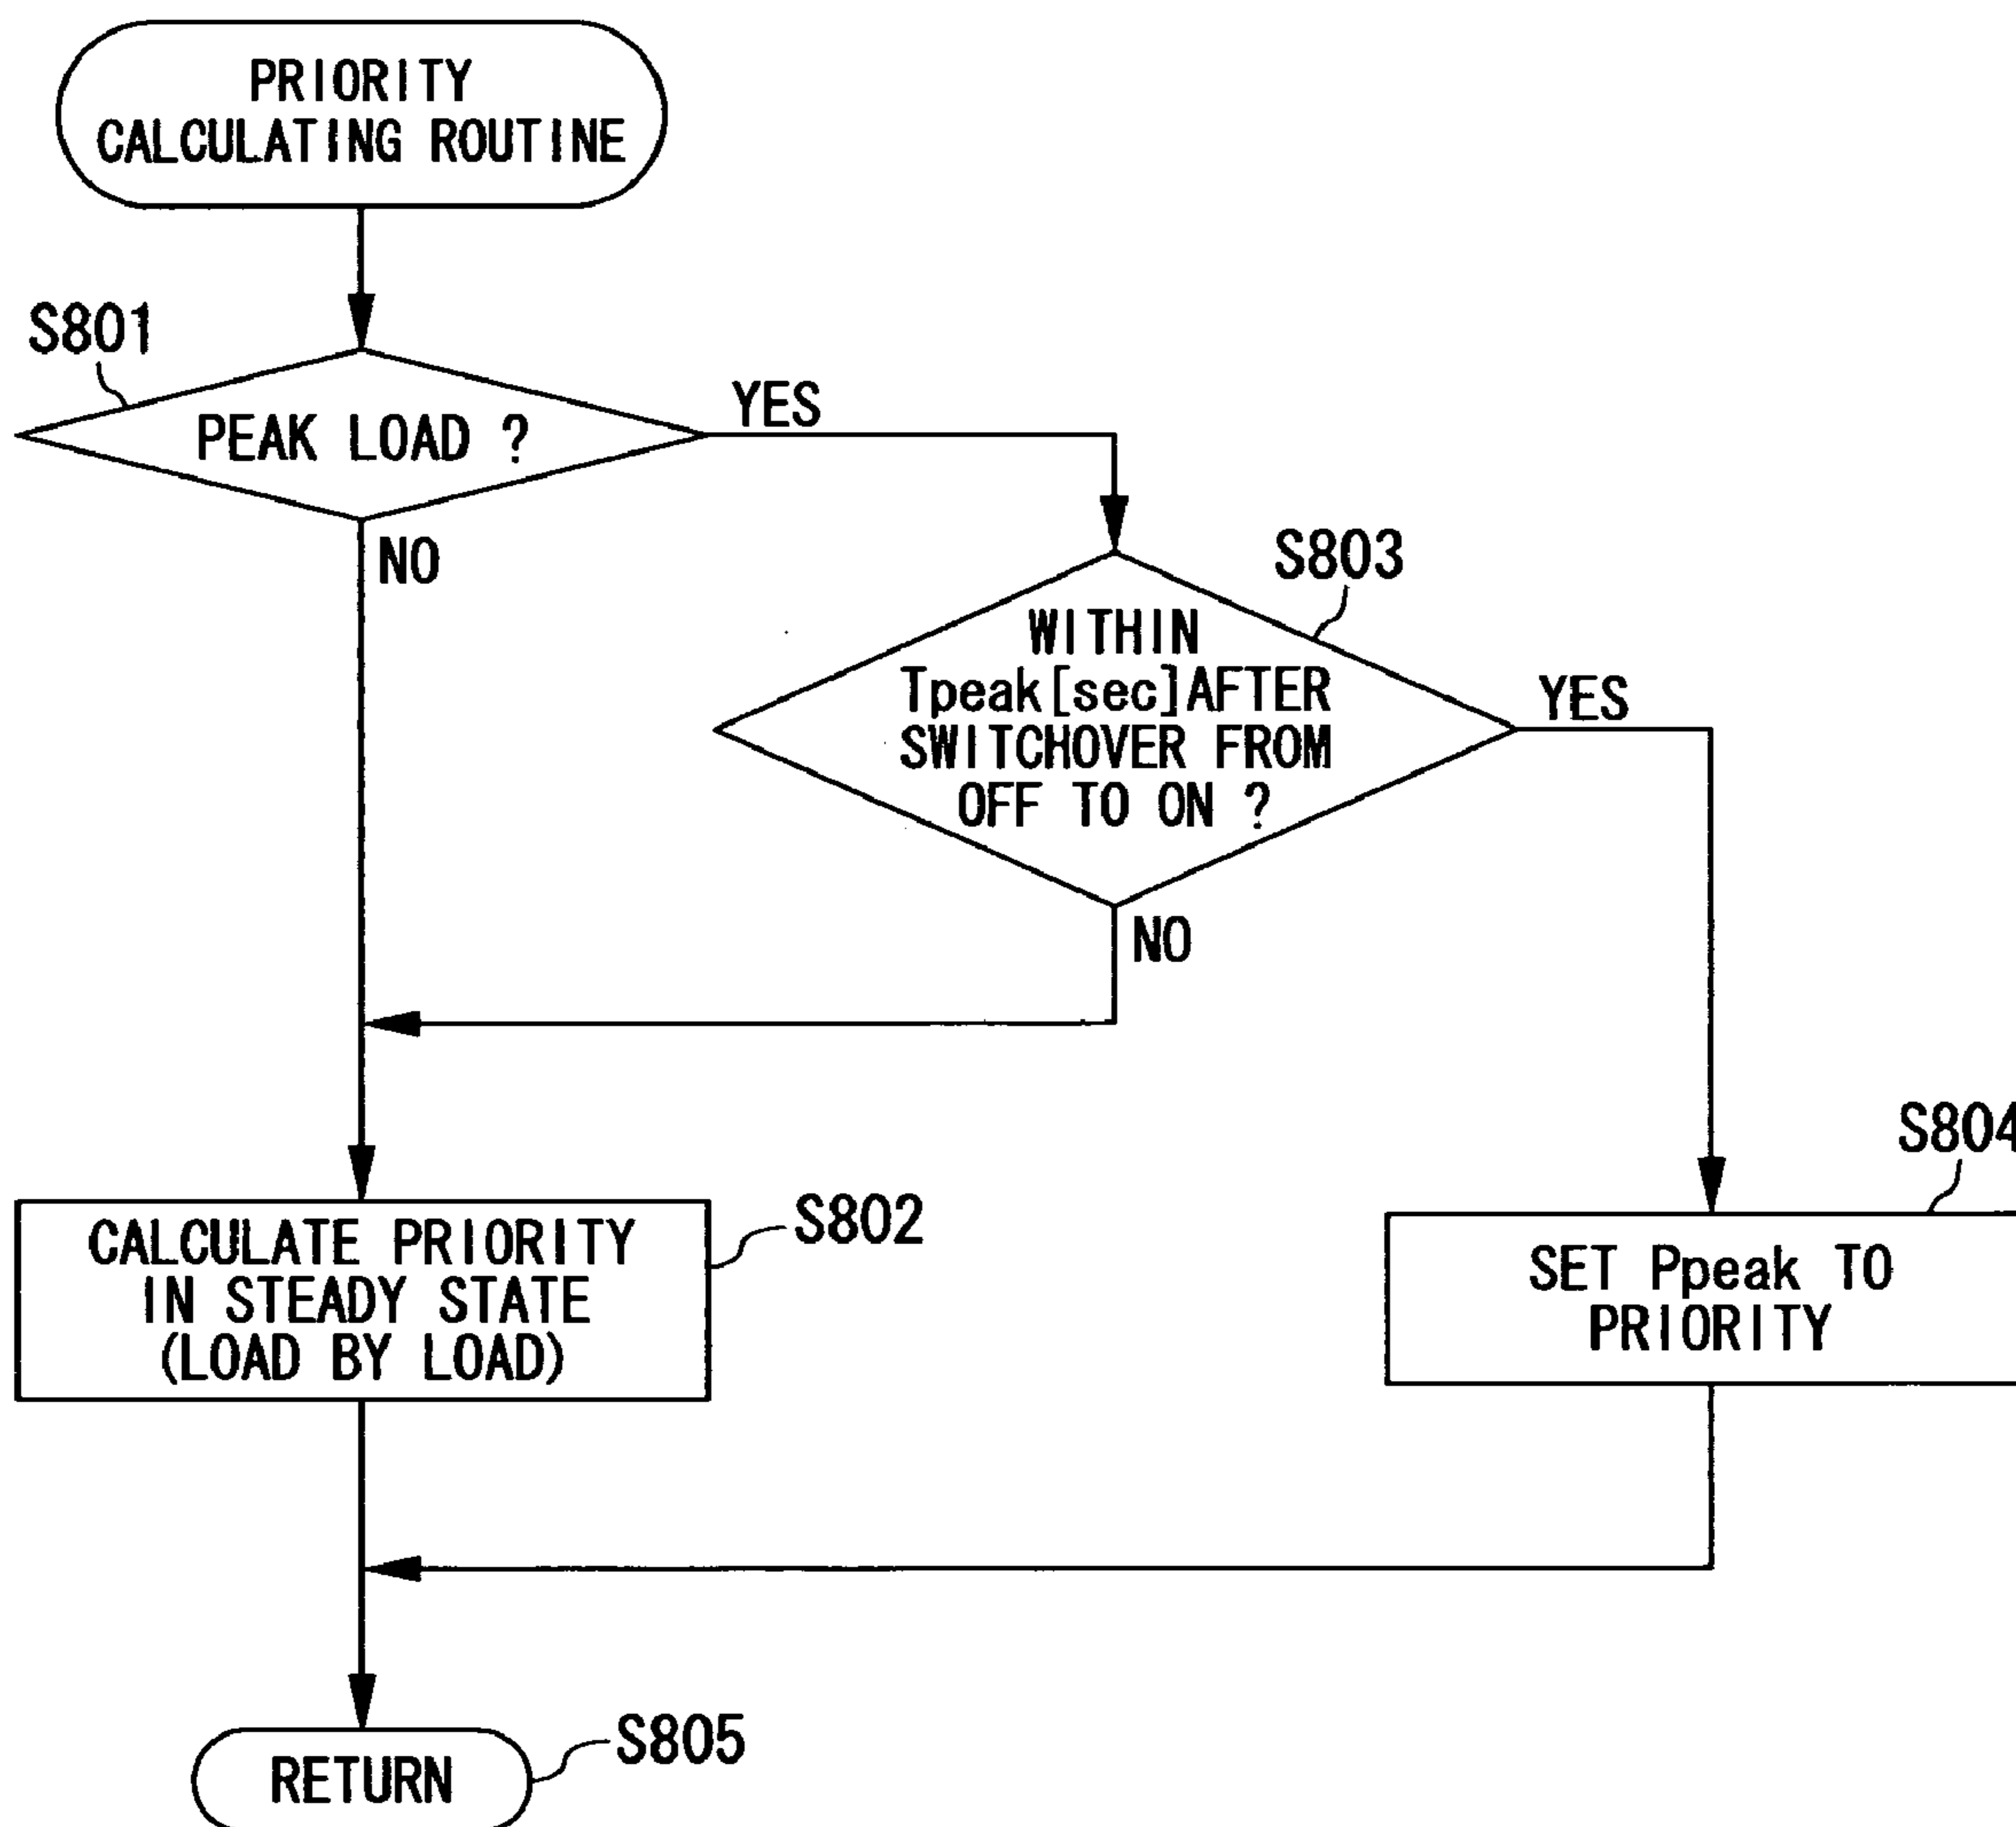 PRIORITY
CALCULATING ROUTINE
S801
PEAK LOAD ?
YES
NO
S803
WITHIN
Tpeak[sec]AFTER
SWITCHOVER FROM
OFF TO ON ?
YES
NO
S804
CALCULATE PRIORITY
IN STEADY STATE
(LOAD BY LOAD)
S802
SET Ppeak TO
PRIORITY
RETURN
S805